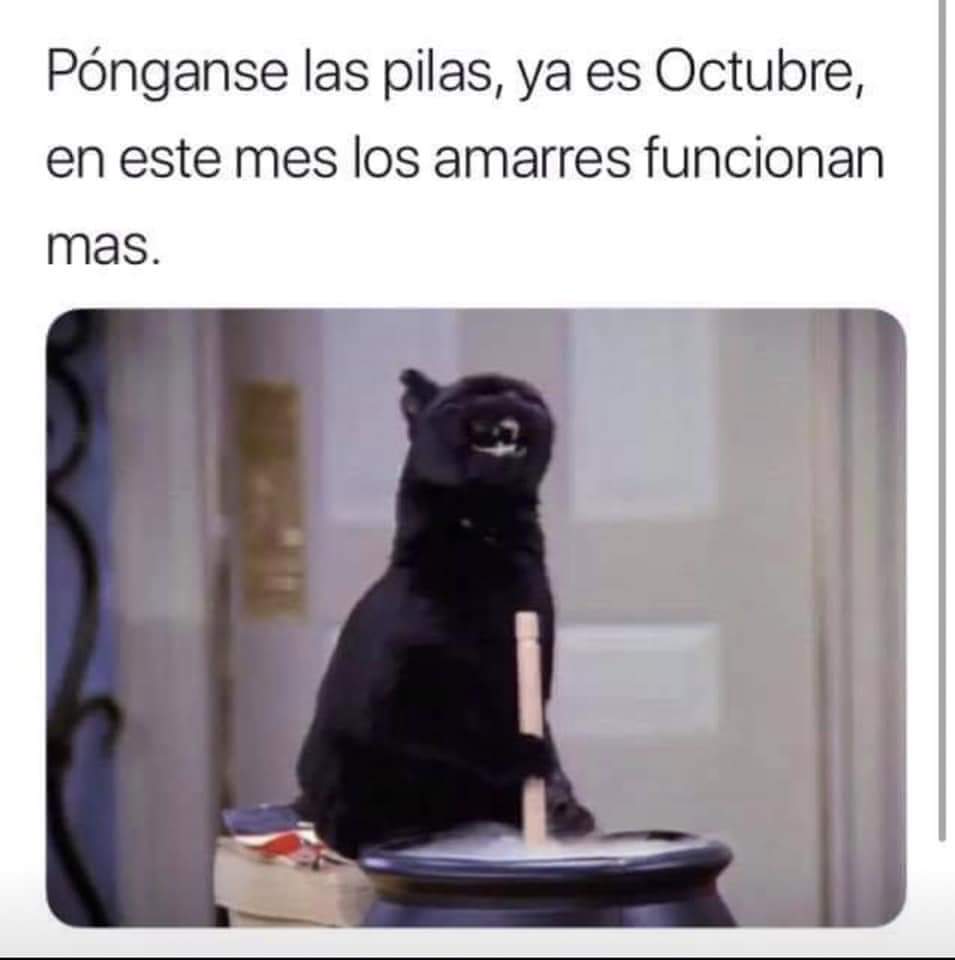 Pónganse las pilas, ya es Octubre,
en este mes los amarres funcionan
mas.